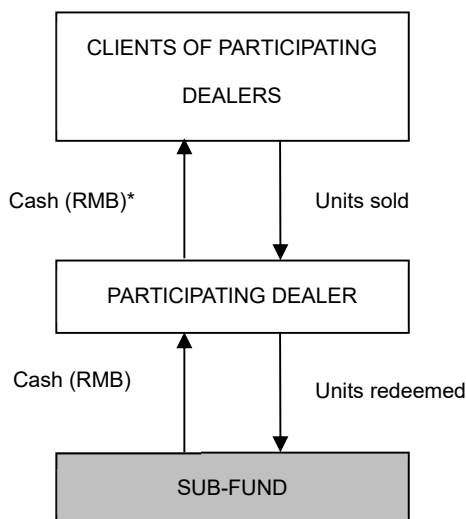 CLIENTS OF PARTICIPATING
DEALERS
Cash (RMB)*
Units sold
PARTICIPATING DEALER
Cash (RMB)
Units redeemed
SUB-FUND